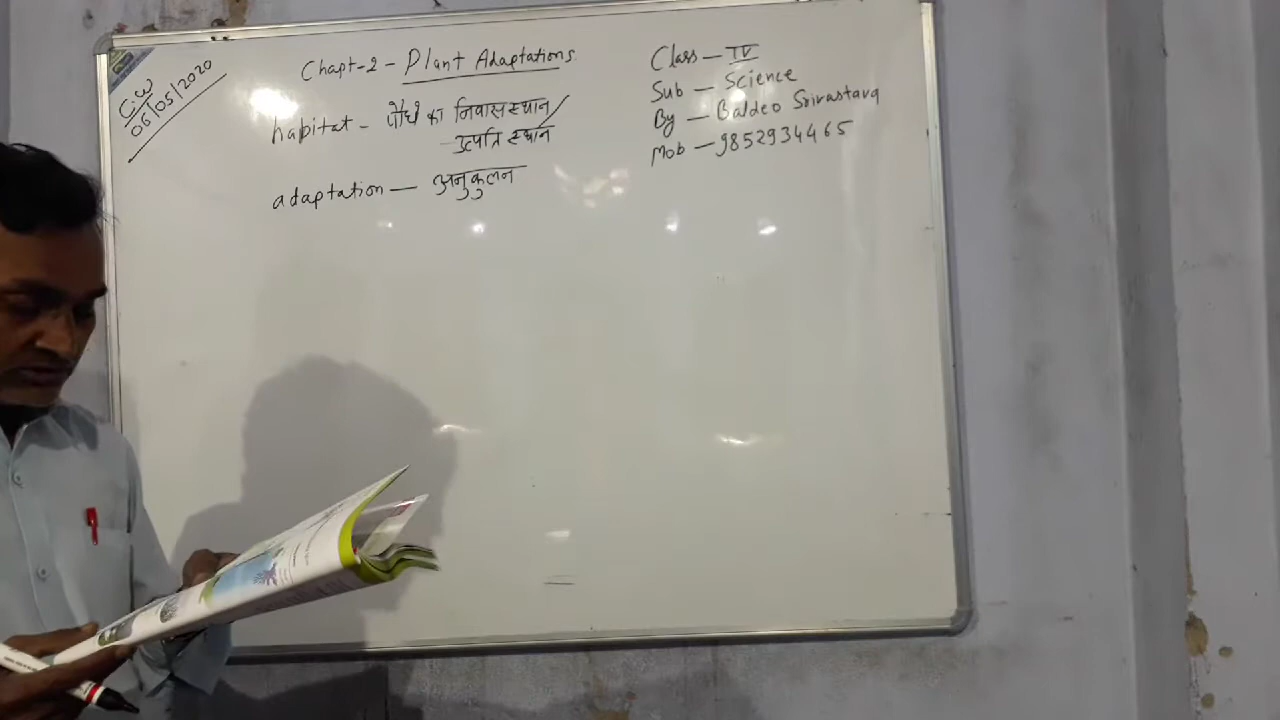 C.W
06/05/2020
Chapt-2 - Plant Adaptations.
habitat - पौधे का निवास स्थान/
- उत्पत्ति स्थान
adaptation — अनुकुलन
Class — IV
Sub — Science
By — Baldeo Srivastava
Mob — 9852934465